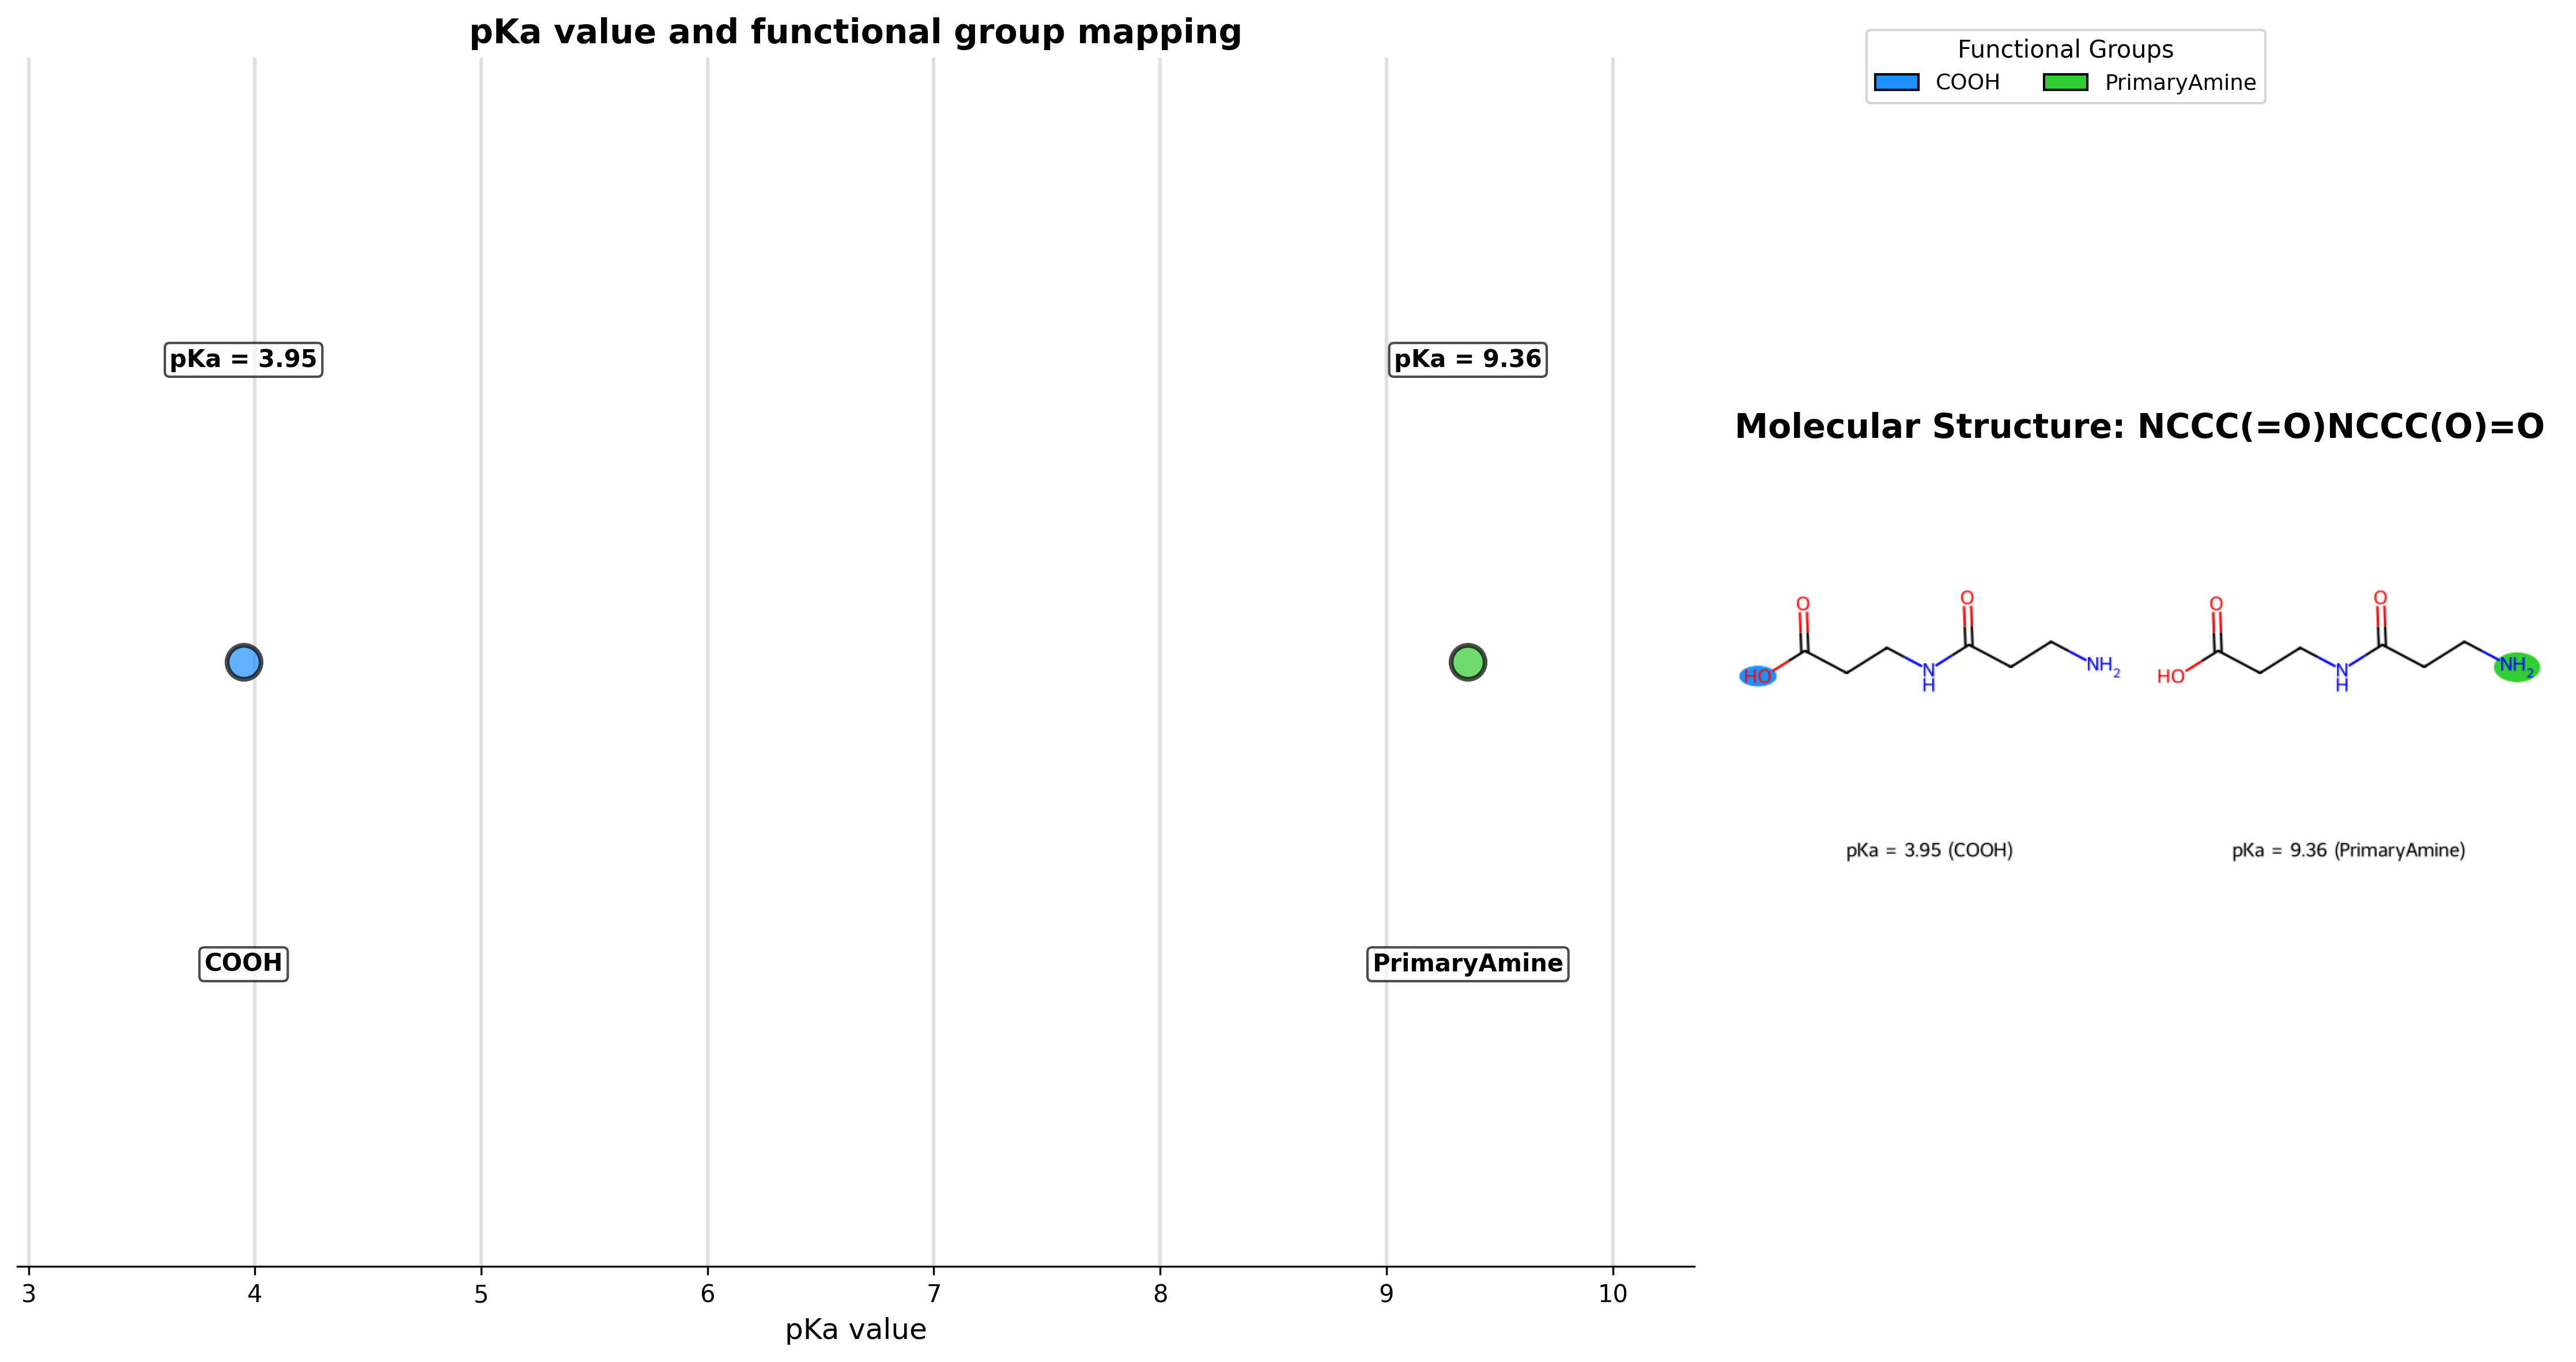 pKa value and functional group mapping
pKa = 3.95
pKa = 9.36
COOH
PrimaryAmine
3 4 5 6 7 8 9 10
pKa value
Functional Groups
COOH PrimaryAmine
Molecular Structure: NCCC(=O)NCCC(O)=O
O
O
HO
N
H
NH2
O
O
HO
N
H
NH2
pKa = 3.95 (COOH)
pKa = 9.36 (PrimaryAmine)